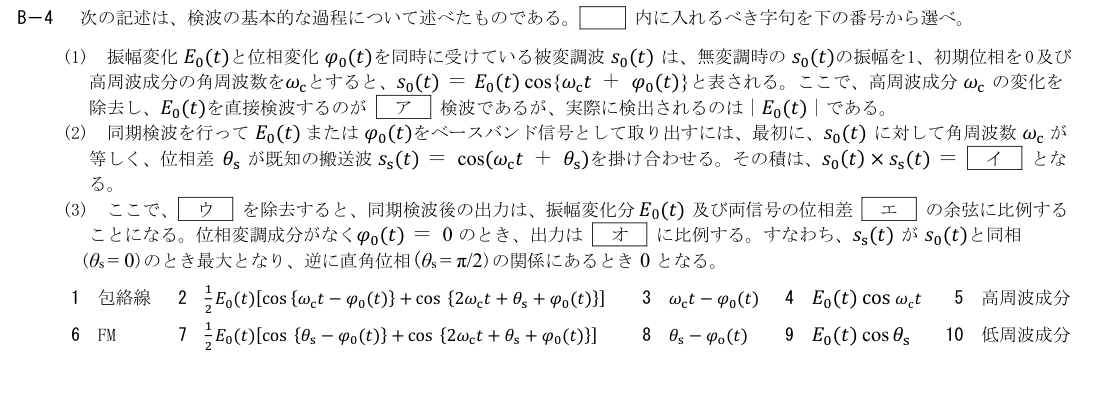 B－4　次の記述は、検波の基本的な過程について述べたものである。□ 内に入れるべき字句を下の番号から選べ。
(1)　振幅変化 E₀(t)と位相変化 φ₀(t)を同時に受けている被変調波 s₀(t) は、無変調時の s₀(t)の振幅を1、初期位相を0及び
高周波成分の角周波数をω_cとすると、s₀(t) = E₀(t) cos{ω_c t + φ₀(t)}と表される。ここで、高周波成分 ω_c の変化を
除去し、E₀(t)を直接検波するのが ア 検波であるが、実際に検出されるのは | E₀(t) | である。
(2)　同期検波を行って E₀(t) または φ₀(t)をベースバンド信号として取り出すには、最初に、s₀(t) に対して角周波数 ω_c が
等しく、位相差 θ_s が既知の搬送波 s_s(t) = cos(ω_c t + θ_s)を掛け合わせる。その積は、s₀(t) × s_s(t) = イ とな
る。
(3)　ここで、ウ を除去すると、同期検波後の出力は、振幅変化分 E₀(t) 及び両信号の位相差 エ の余弦に比例する
ことになる。位相変調成分がなくφ₀(t) = 0 のとき、出力は オ に比例する。すなわち、s_s(t) が s₀(t)と同相
(θ_s = 0)のとき最大となり、逆に直角位相(θ_s = π/2)の関係にあるとき 0 となる。
1　包絡線　2　½E₀(t)[cos {ω_c t − φ₀(t)} + cos {2ω_c t + θ_s + φ₀(t)}]　3　ω_c t − φ₀(t)　4　E₀(t) cos ω_c t　5　高周波成分
6　FM　7　½E₀(t)[cos {θ_s − φ₀(t)} + cos {2ω_c t + θ_s + φ₀(t)}]　8　θ_s − φ₀(t)　9　E₀(t) cos θ_s　10　低周波成分